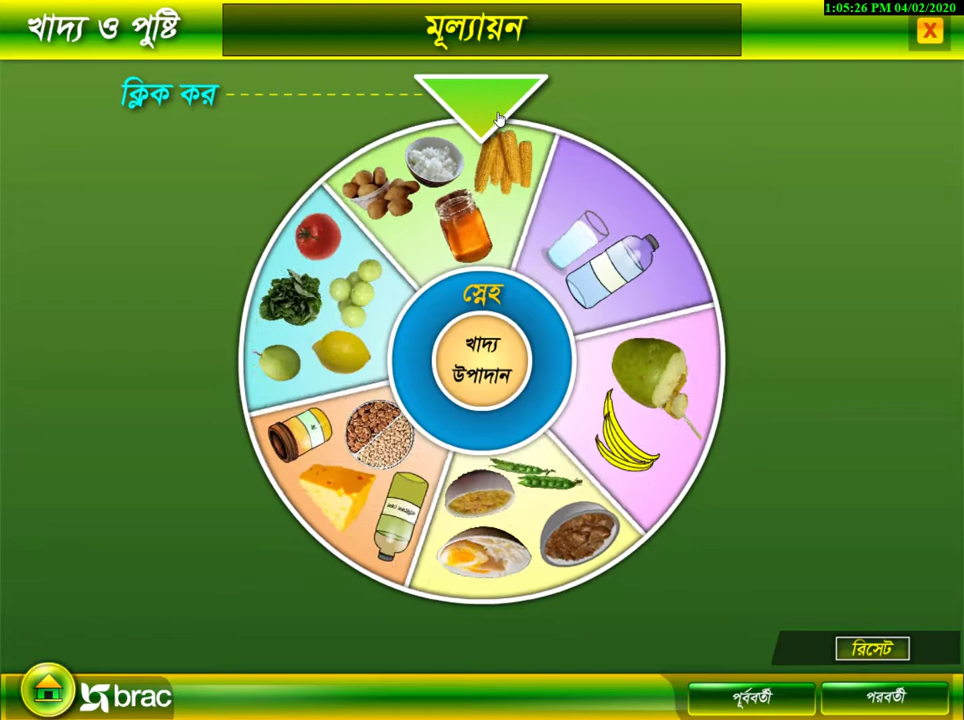 1:05:26 PM 04/02/2020
খাদ্য ও পুষ্টি
মূল্যায়ন
X
ক্লিক কর
স্নেহ
খাদ্য
উপাদান
রিসেট
brac
পূর্ববর্তী
পরবর্তী